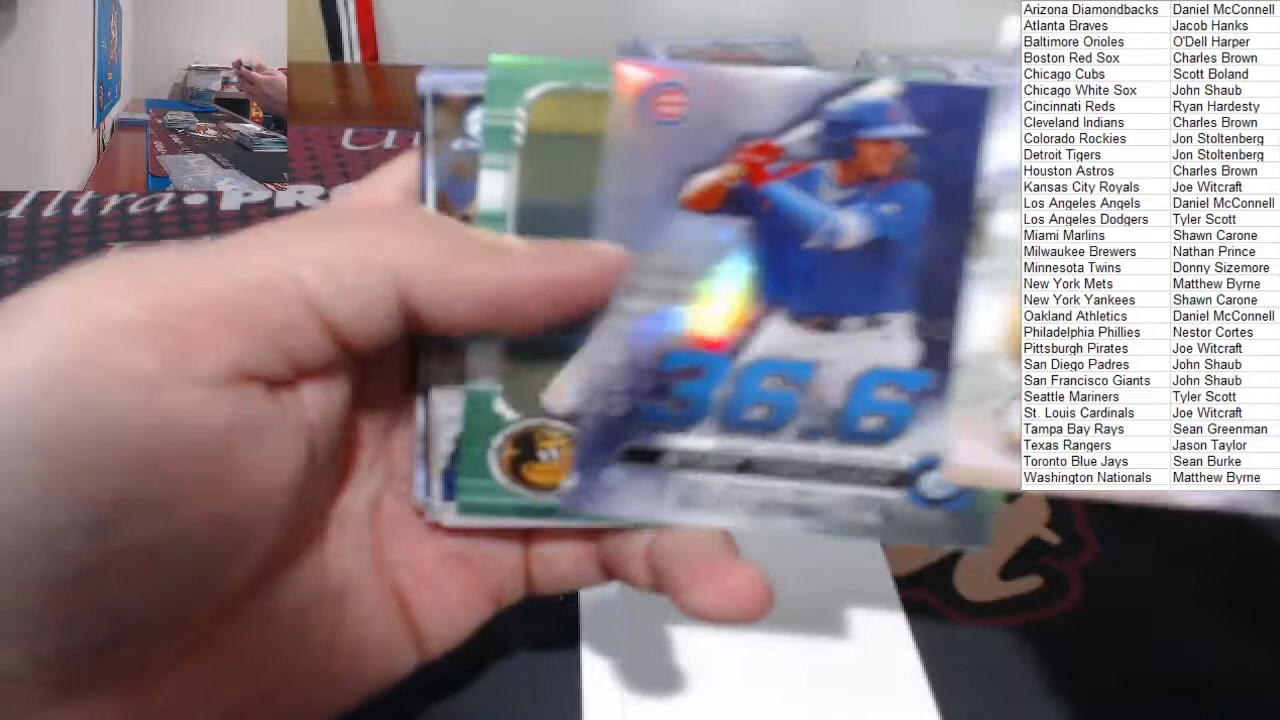 Arizona Diamondbacks Daniel McConnell
Atlanta Braves Jacob Hanks
Baltimore Orioles O'Dell Harper
Boston Red Sox Charles Brown
Chicago Cubs Scott Boland
Chicago White Sox John Shaub
Cincinnati Reds Ryan Hardesty
Cleveland Indians Charles Brown
Colorado Rockies Jon Stoltenberg
Detroit Tigers Jon Stoltenberg
Houston Astros Charles Brown
Kansas City Royals Joe Witcraft
Los Angeles Angels Daniel McConnell
Los Angeles Dodgers Tyler Scott
Miami Marlins Shawn Carone
Milwaukee Brewers Nathan Prince
Minnesota Twins Donny Sizemore
New York Mets Matthew Byrne
New York Yankees Shawn Carone
Oakland Athletics Daniel McConnell
Philadelphia Phillies Nestor Cortes
Pittsburgh Pirates Joe Witcraft
San Diego Padres John Shaub
San Francisco Giants John Shaub
Seattle Mariners Tyler Scott
St. Louis Cardinals Joe Witcraft
Tampa Bay Rays Sean Greenman
Texas Rangers Jason Taylor
Toronto Blue Jays Sean Burke
Washington Nationals Matthew Byrne
Ultra•PR
36.6